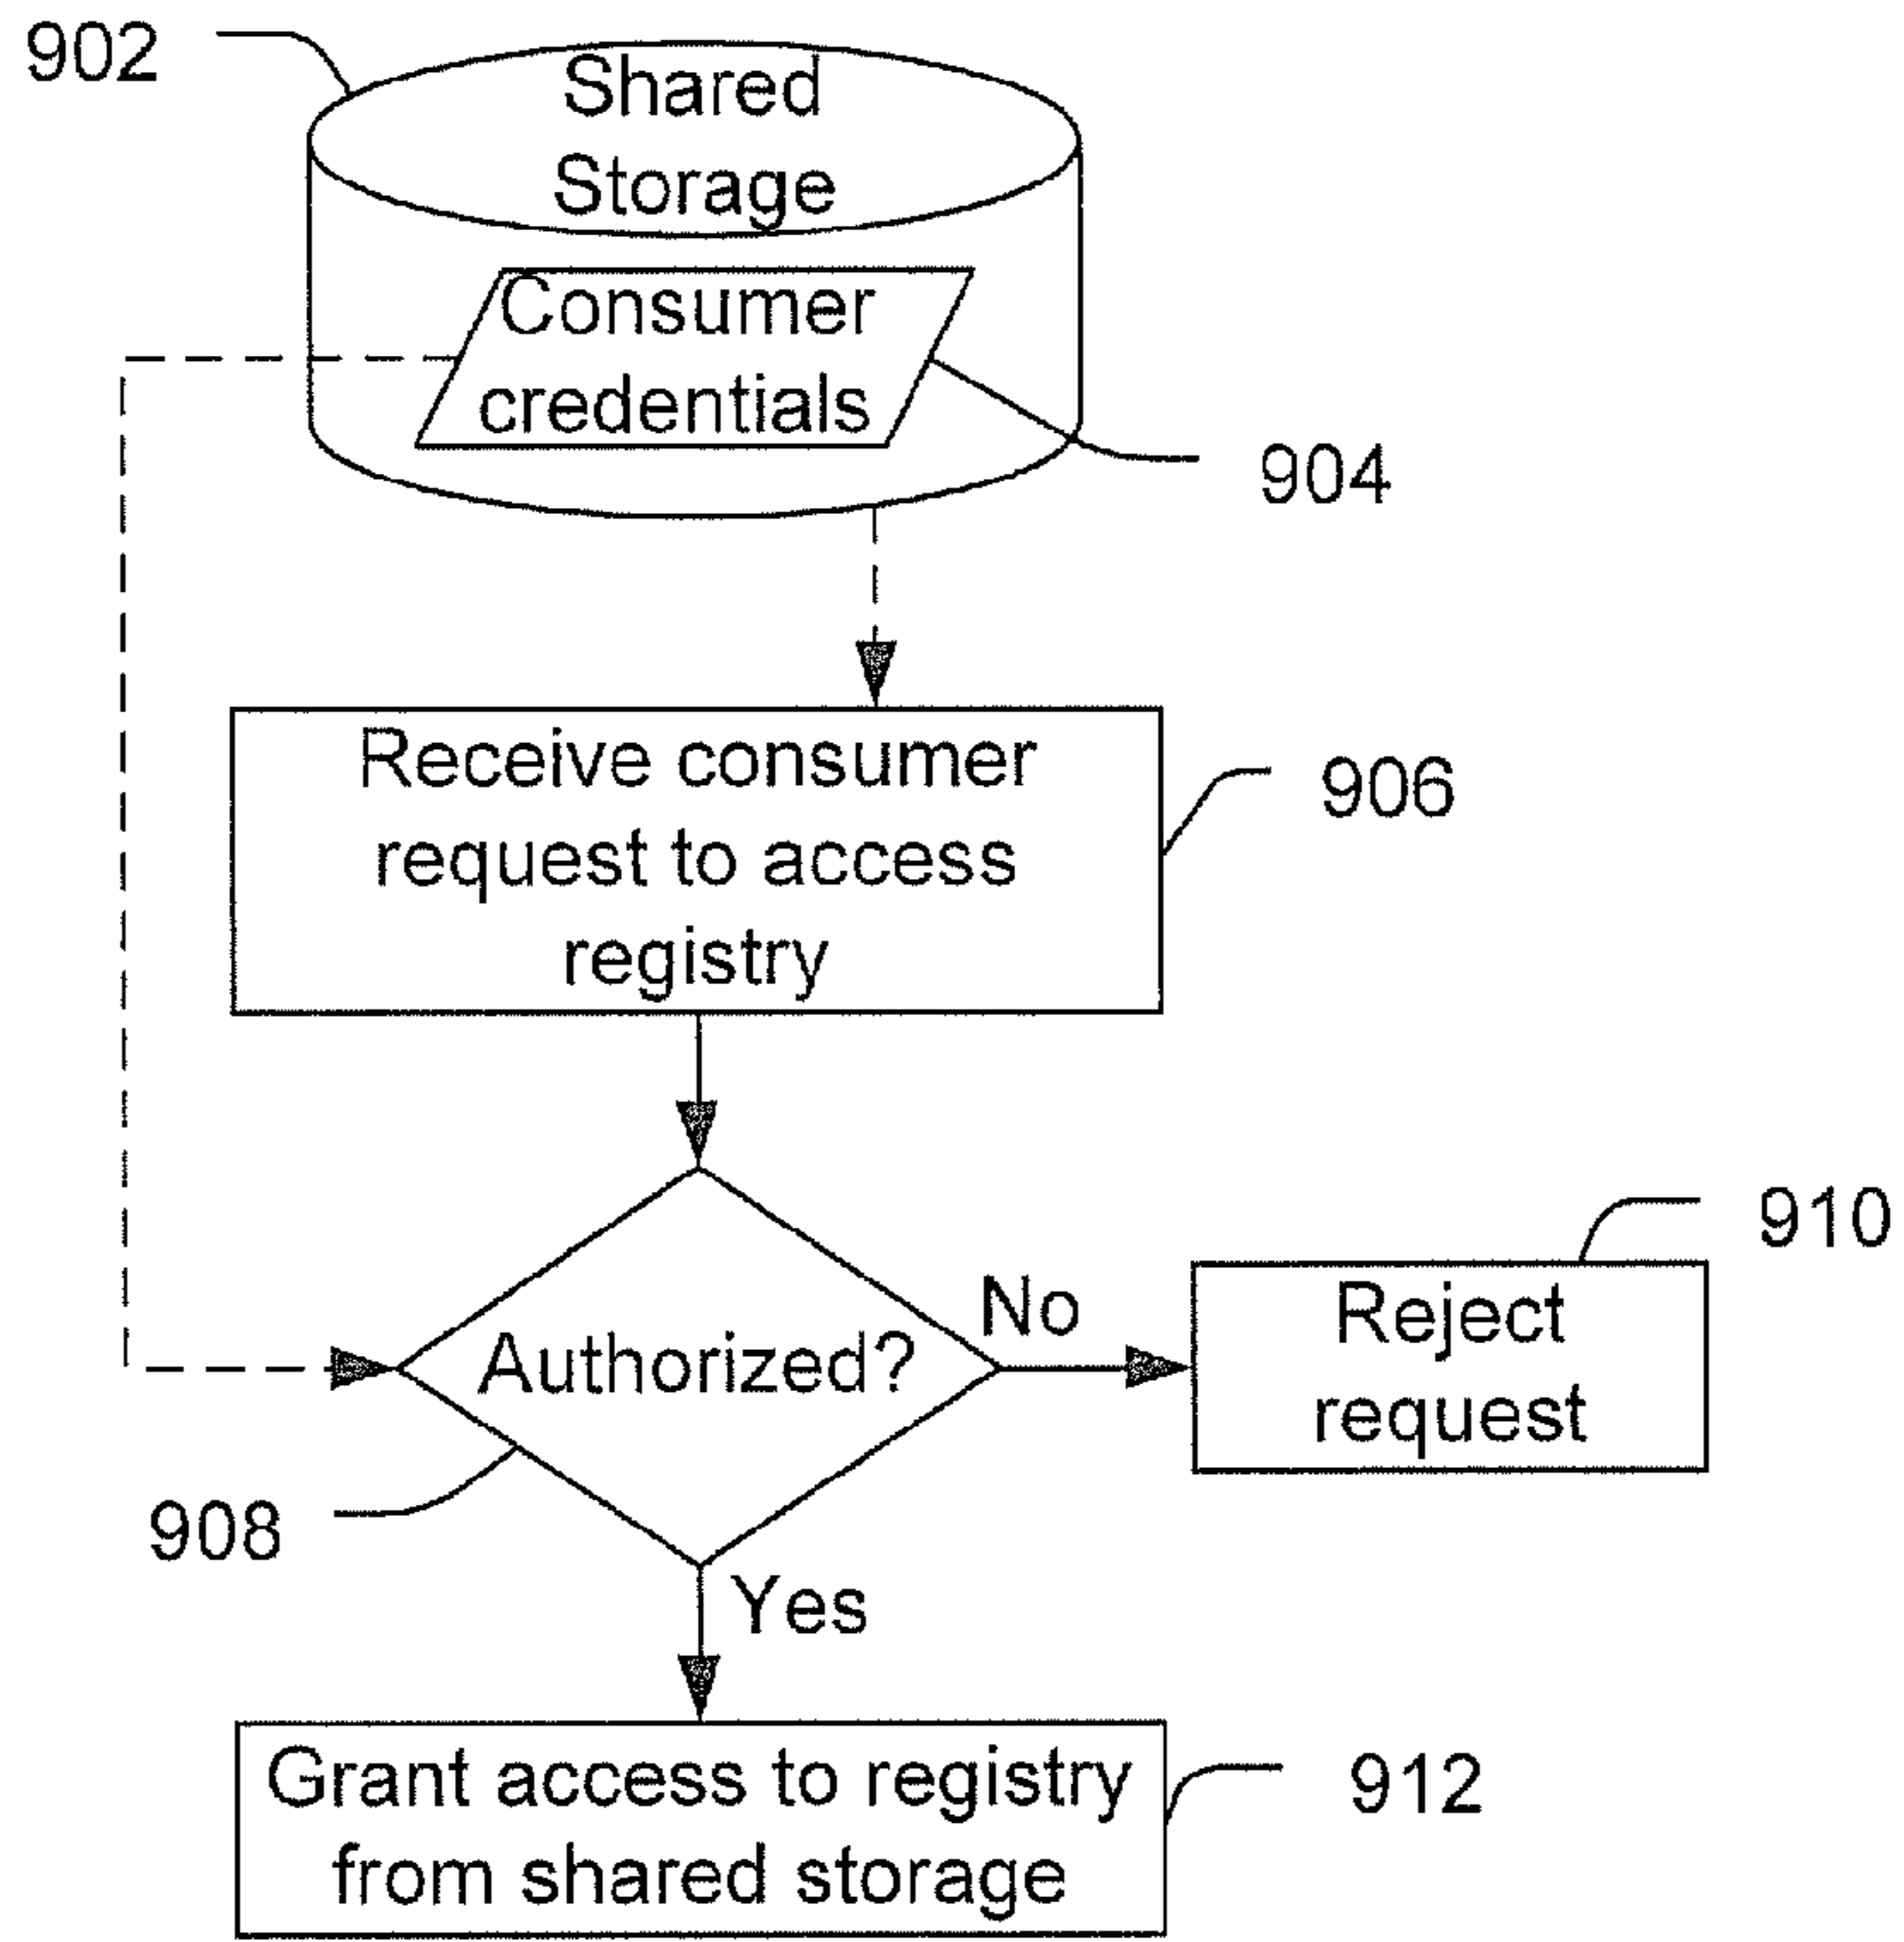 902
Shared
Storage
Consumer
credentials
904
Receive consumer
request to access
registry
906
Authorized?
No
910
Reject
request
908
Yes
Grant access to registry
from shared storage
912